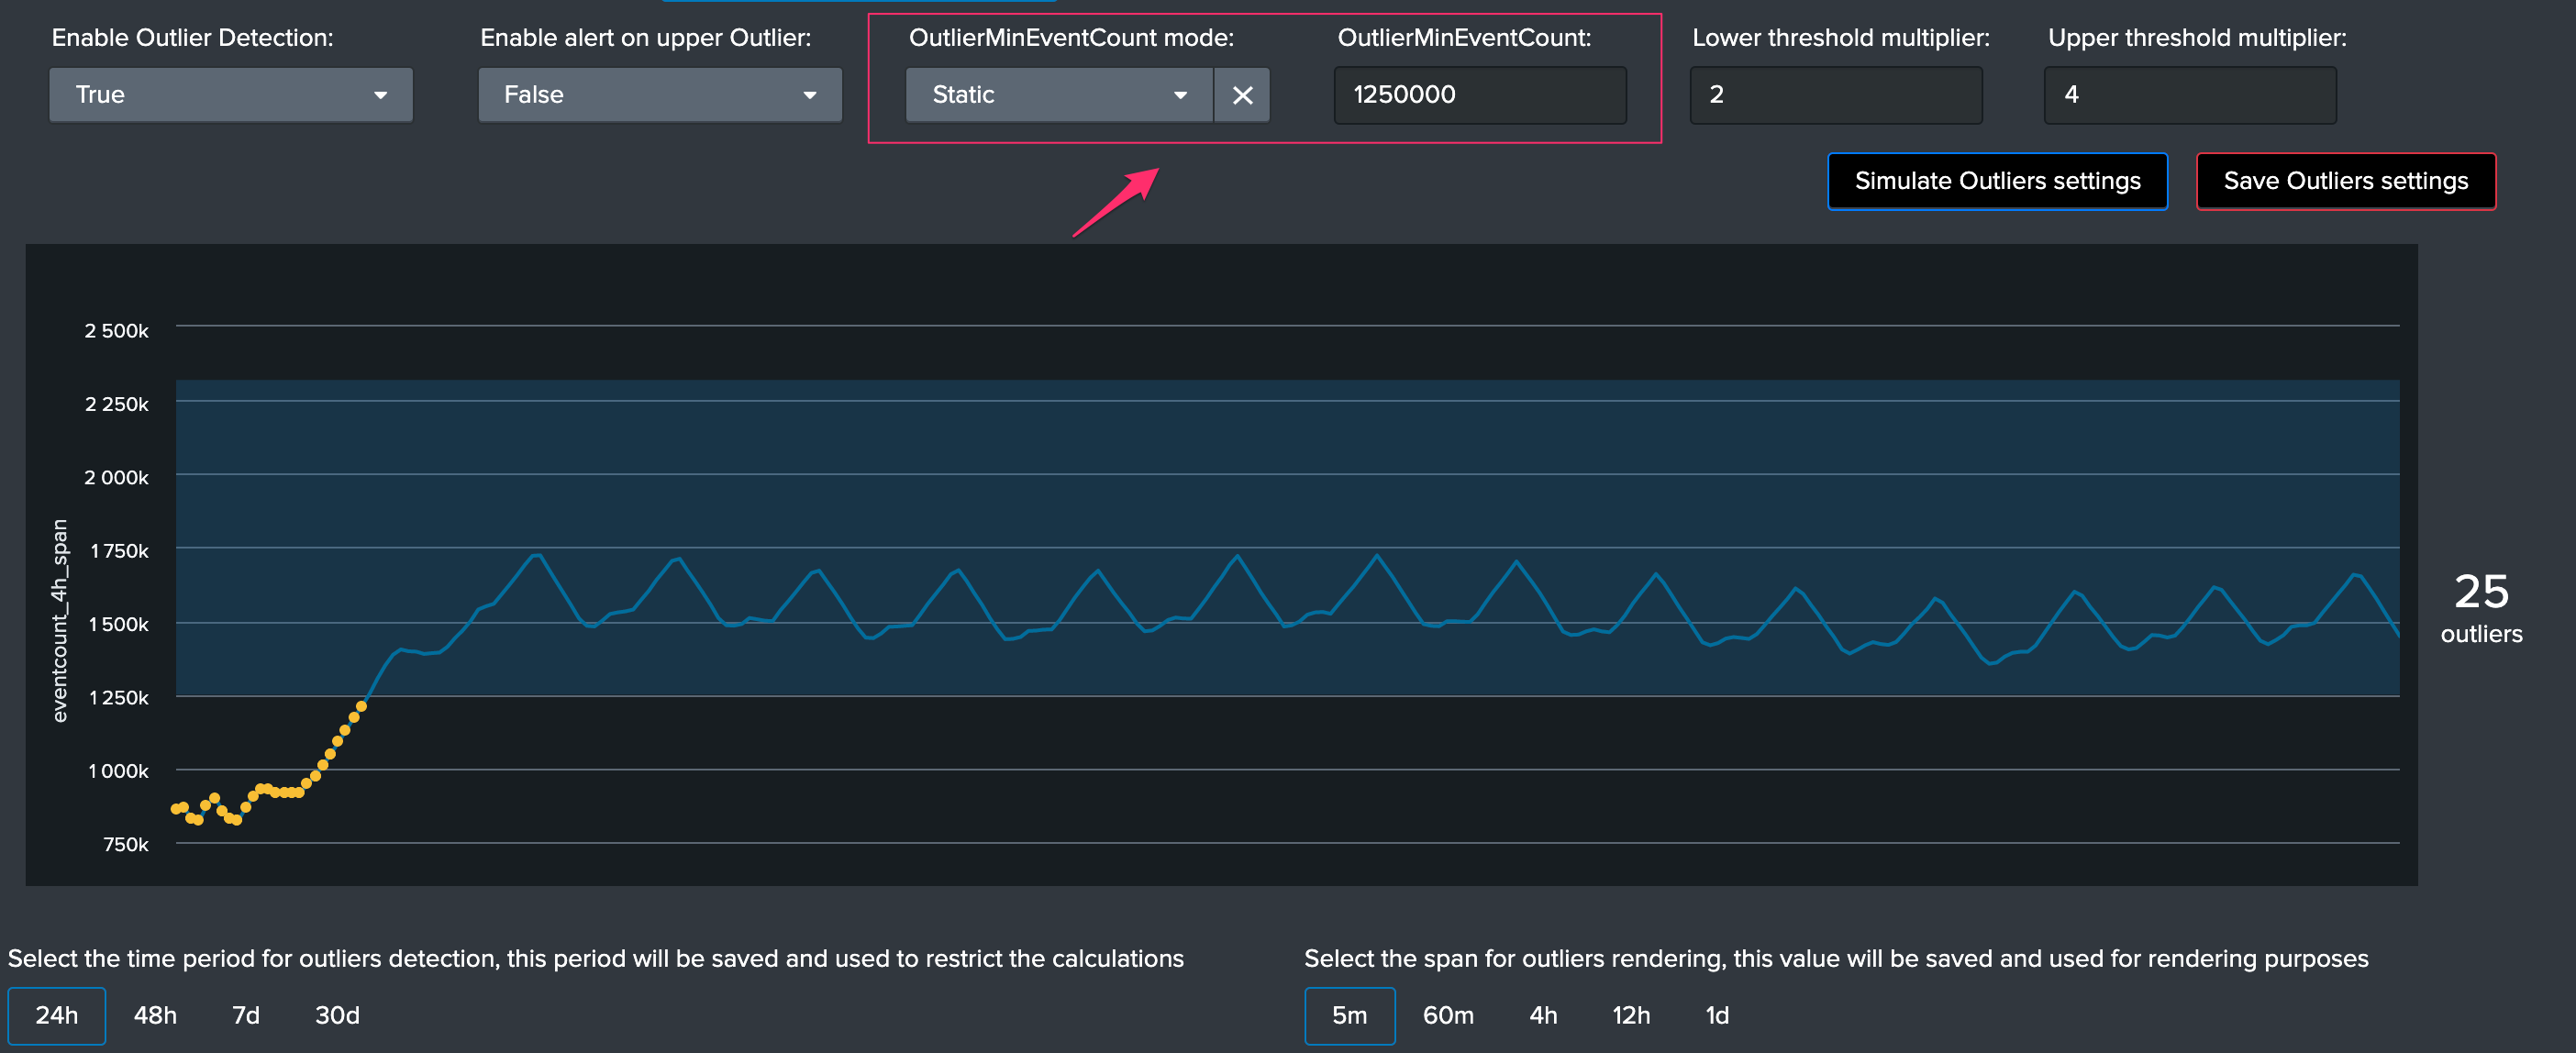 Enable Outlier Detection:
Enable alert on upper Outlier:
OutlierMinEventCount mode:
OutlierMinEventCount:
Lower threshold multiplier:
Upper threshold multiplier:
True
False
Static
1250000
2
4
Simulate Outliers settings
Save Outliers settings
2 500k
2 250k
2 000k
1 750k
1 500k
1 250k
1 000k
750k
eventcount_4h_span
25
outliers
Select the time period for outliers detection, this period will be saved and used to restrict the calculations
24h 48h 7d 30d
Select the span for outliers rendering, this value will be saved and used for rendering purposes
5m 60m 4h 12h 1d